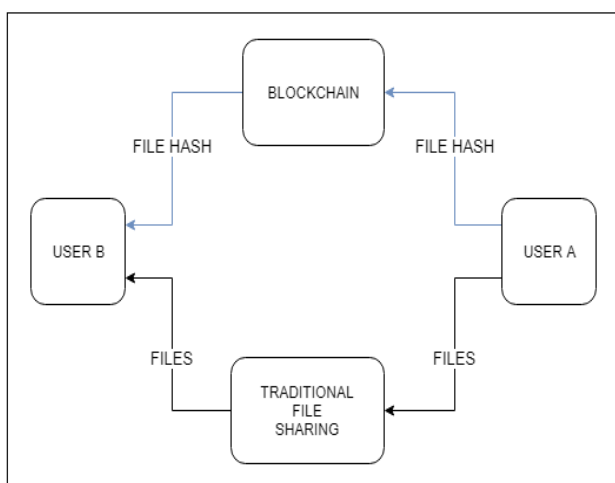 BLOCKCHAIN
FILE HASH
FILE HASH
USER B
USER A
FILES
FILES
TRADITIONAL
FILE
SHARING